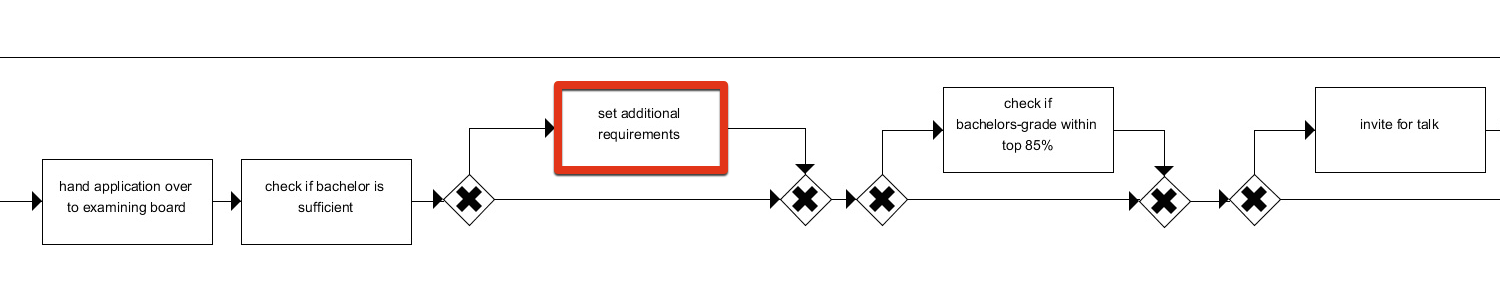 hand application over
to examining board
check if bachelor is
sufficient
set additional
requirements
check if
bachelors-grade within
top 85%
invite for talk